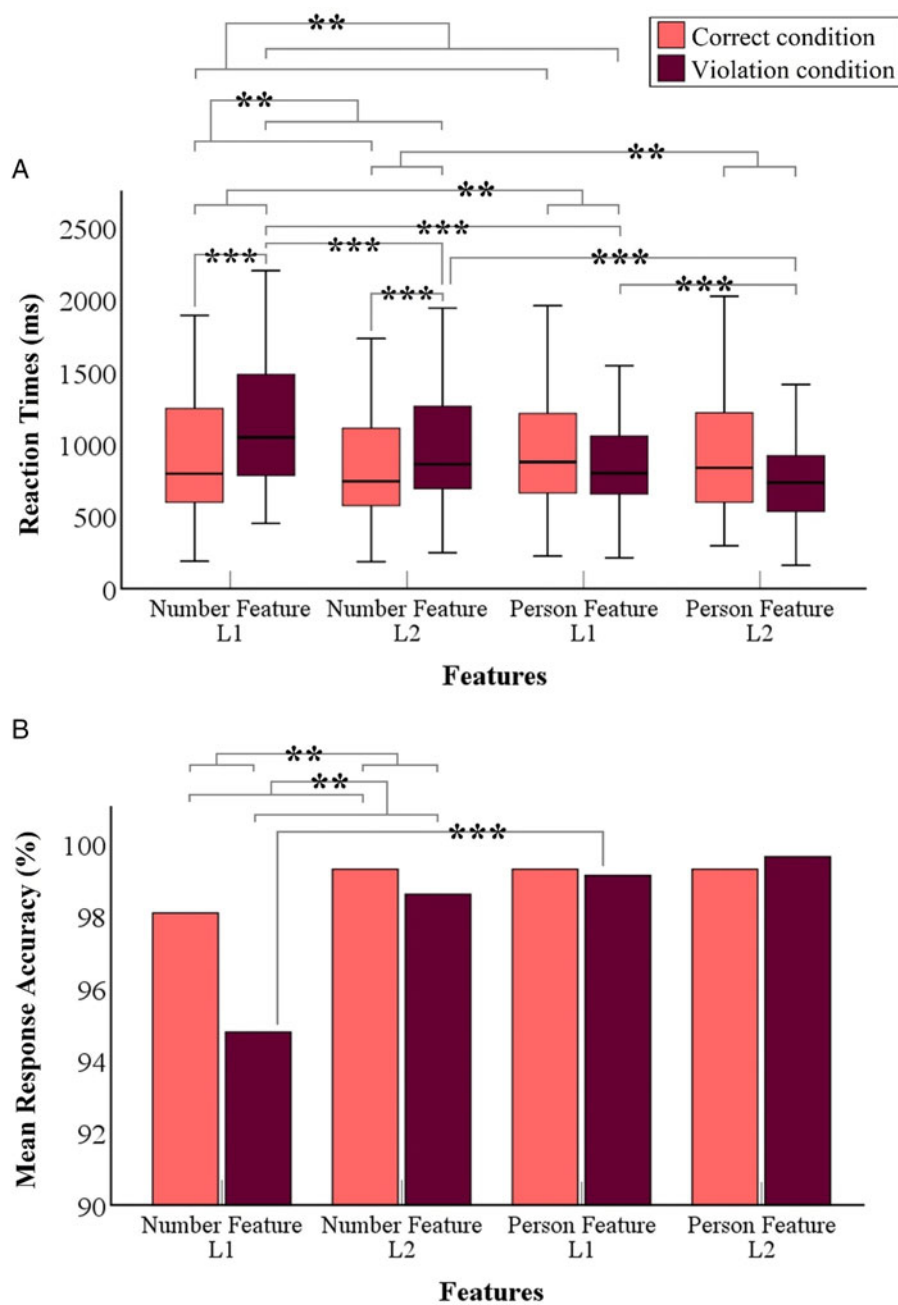 **
Correct condition
Violation condition
**
**
A
**
***
***
***
***
***
***
2500
2000
1500
1000
500
0
Reaction Times (ms)
Number Feature L1
Number Feature L2
Person Feature L1
Person Feature L2
Features
B
**
**
***
100
98
96
94
92
90
Mean Response Accuracy (%)
Number Feature L1
Number Feature L2
Person Feature L1
Person Feature L2
Features